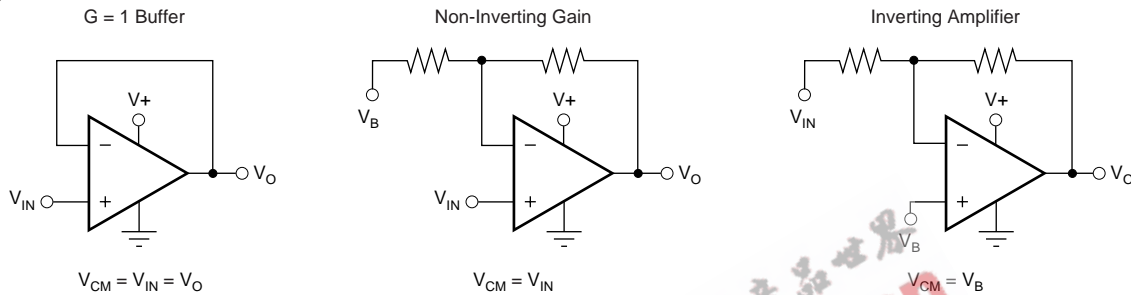 G = 1 Buffer
V+
−
+
V_IN
V_O
V_CM = V_IN = V_O
Non-Inverting Gain
V_B
V+
−
+
V_IN
V_O
V_CM = V_IN
Inverting Amplifier
V_IN
V+
−
+
V_B
V_O
V_CM = V_B